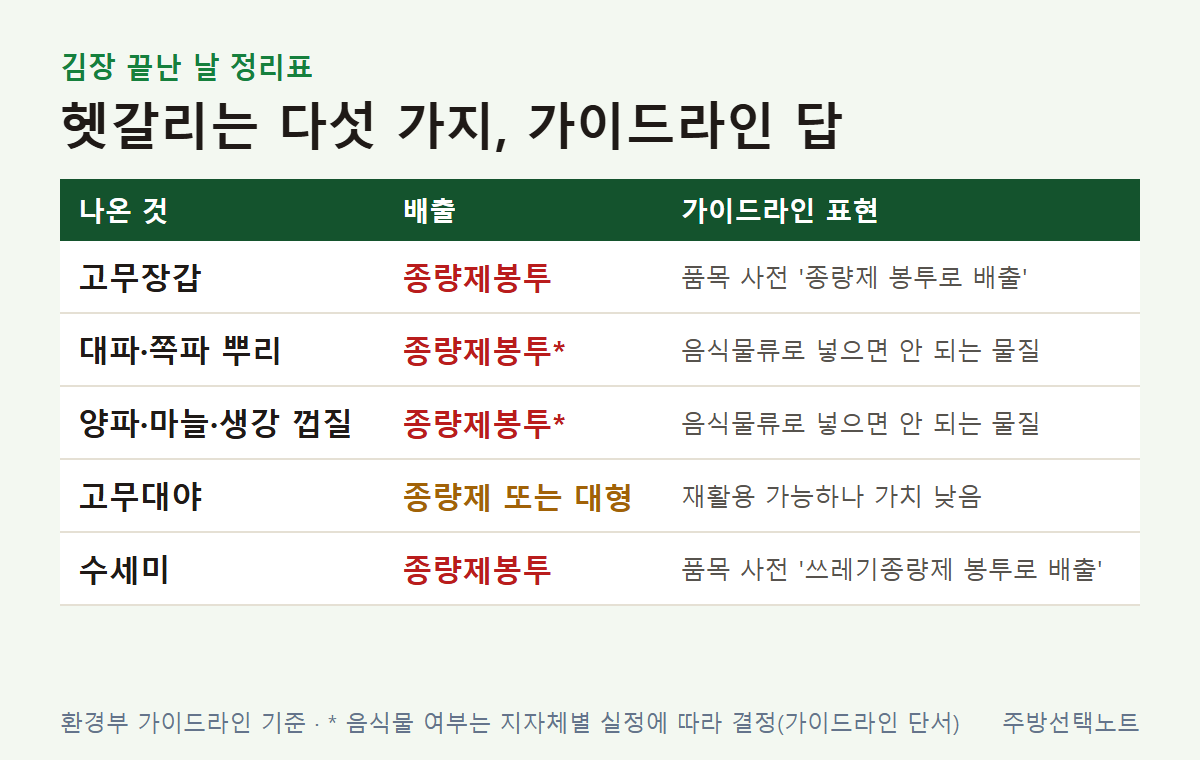 김장 끝난 날 정리표
헷갈리는 다섯 가지, 가이드라인 답
나온 것 배출 가이드라인 표현
고무장갑 종량제봉투 품목 사전 '종량제 봉투로 배출'
대파·쪽파 뿌리 종량제봉투* 음식물류로 넣으면 안 되는 물질
양파·마늘·생강 껍질 종량제봉투* 음식물류로 넣으면 안 되는 물질
고무대야 종량제 또는 대형 재활용 가능하나 가치 낮음
수세미 종량제봉투 품목 사전 '쓰레기종량제 봉투로 배출'
환경부 가이드라인 기준 · * 음식물 여부는 지자체별 실정에 따라 결정(가이드라인 단서) 주방선택노트